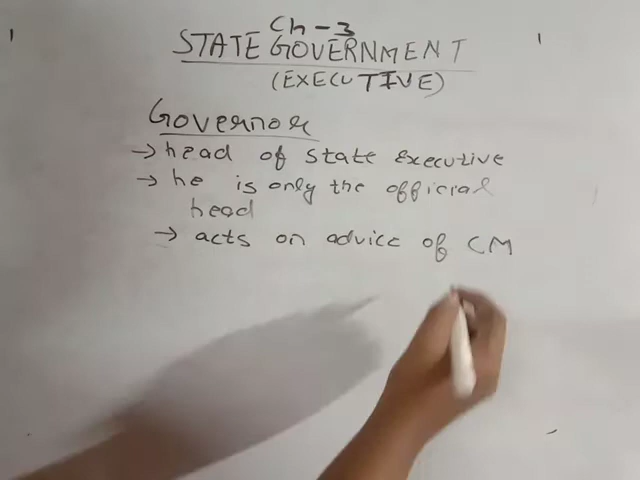 Ch-3
STATE GOVERNMENT
(EXECUTIVE)
Governor
→ head of state executive
→ he is only the official
head
→ acts on advice of CM